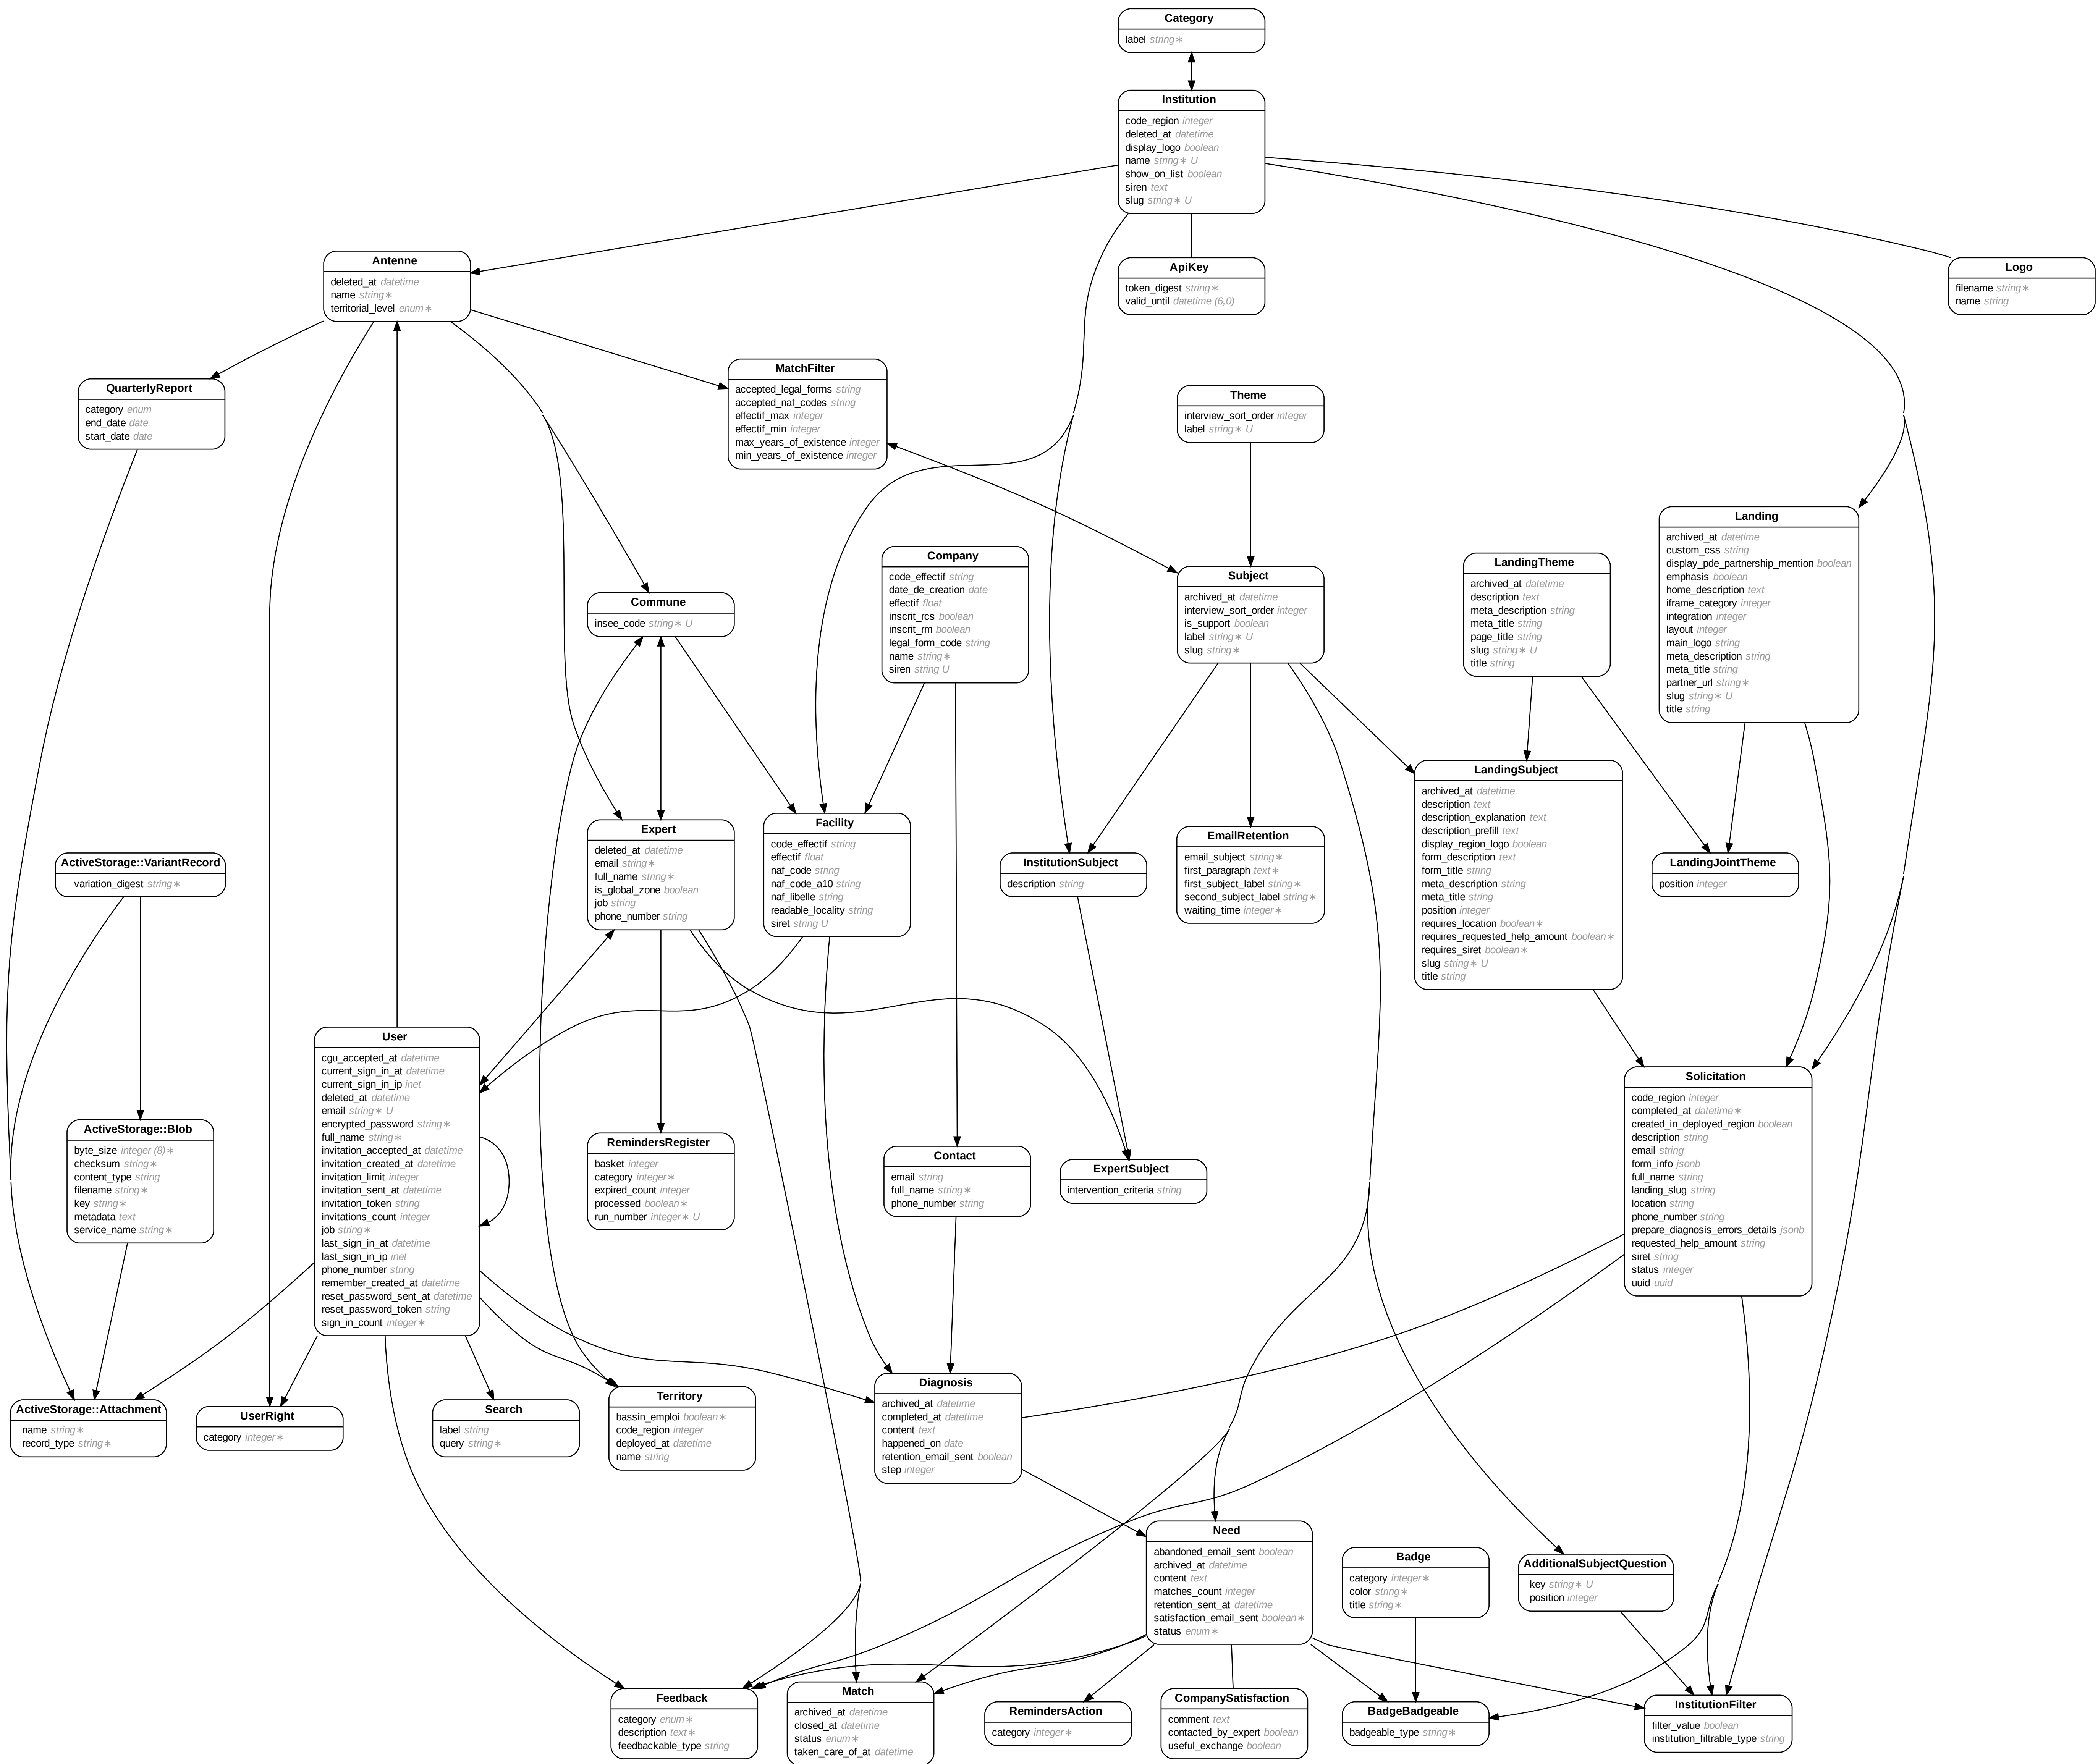 Category
label string∗
Institution
code_region integer
deleted_at datetime
display_logo boolean
name string∗ U
show_on_list boolean
siren text
slug string∗ U
Antenne
deleted_at datetime
name string∗
territorial_level enum∗
ApiKey
token_digest string∗
valid_until datetime (6,0)
Logo
filename string∗
name string
QuarterlyReport
category enum
end_date date
start_date date
MatchFilter
accepted_legal_forms string
accepted_naf_codes string
effectif_max integer
effectif_min integer
max_years_of_existence integer
min_years_of_existence integer
Theme
interview_sort_order integer
label string∗ U
Landing
archived_at datetime
custom_css string
display_pde_partnership_mention boolean
emphasis boolean
home_description text
iframe_category integer
integration integer
layout integer
main_logo string
meta_description string
meta_title string
partner_url string∗
slug string∗ U
title string
Company
code_effectif string
date_de_creation date
effectif float
inscrit_rcs boolean
inscrit_rm boolean
legal_form_code string
name string∗
siren string U
LandingTheme
archived_at datetime
description text
meta_description string
meta_title string
page_title string
slug string∗ U
title string
Subject
archived_at datetime
interview_sort_order integer
is_support boolean
label string∗ U
slug string∗
Commune
insee_code string∗ U
LandingSubject
archived_at datetime
description text
description_explanation text
description_prefill text
display_region_logo boolean
form_description text
form_title string
meta_description string
meta_title string
position integer
requires_location boolean∗
requires_requested_help_amount boolean∗
requires_siret boolean∗
slug string∗ U
title string
Facility
code_effectif string
effectif float
naf_code string
naf_code_a10 string
naf_libelle string
readable_locality string
siret string U
Expert
deleted_at datetime
email string∗
full_name string∗
is_global_zone boolean
job string
phone_number string
EmailRetention
email_subject string∗
first_paragraph text∗
first_subject_label string∗
second_subject_label string∗
waiting_time integer∗
ActiveStorage::VariantRecord
variation_digest string∗
InstitutionSubject
description string
LandingJointTheme
position integer
User
cgu_accepted_at datetime
current_sign_in_at datetime
current_sign_in_ip inet
deleted_at datetime
email string∗ U
encrypted_password string∗
full_name string∗
invitation_accepted_at datetime
invitation_created_at datetime
invitation_limit integer
invitation_sent_at datetime
invitation_token string
invitations_count integer
job string∗
last_sign_in_at datetime
last_sign_in_ip inet
phone_number string
remember_created_at datetime
reset_password_sent_at datetime
reset_password_token string
sign_in_count integer∗
Solicitation
code_region integer
completed_at datetime∗
created_in_deployed_region boolean
description string
email string
form_info jsonb
full_name string
landing_slug string
location string
phone_number string
prepare_diagnosis_errors_details jsonb
requested_help_amount string
siret string
status integer
uuid uuid
ActiveStorage::Blob
byte_size integer (8)∗
checksum string∗
content_type string
filename string∗
key string∗
metadata text
service_name string∗
RemindersRegister
basket integer
category integer∗
expired_count integer
processed boolean∗
run_number integer∗ U
Contact
email string
full_name string∗
phone_number string
ExpertSubject
intervention_criteria string
Diagnosis
archived_at datetime
completed_at datetime
content text
happened_on date
retention_email_sent boolean
step integer
Territory
bassin_emploi boolean∗
code_region integer
deployed_at datetime
name string
ActiveStorage::Attachment
name string∗
record_type string∗
UserRight
category integer∗
Search
label string
query string∗
Need
abandoned_email_sent boolean
archived_at datetime
content text
matches_count integer
retention_sent_at datetime
satisfaction_email_sent boolean∗
status enum∗
Badge
category integer∗
color string∗
title string∗
AdditionalSubjectQuestion
key string∗ U
position integer
Feedback
category enum∗
description text∗
feedbackable_type string
Match
archived_at datetime
closed_at datetime
status enum∗
taken_care_of_at datetime
RemindersAction
category integer∗
CompanySatisfaction
comment text
contacted_by_expert boolean
useful_exchange boolean
BadgeBadgeable
badgeable_type string∗
InstitutionFilter
filter_value boolean
institution_filtrable_type string